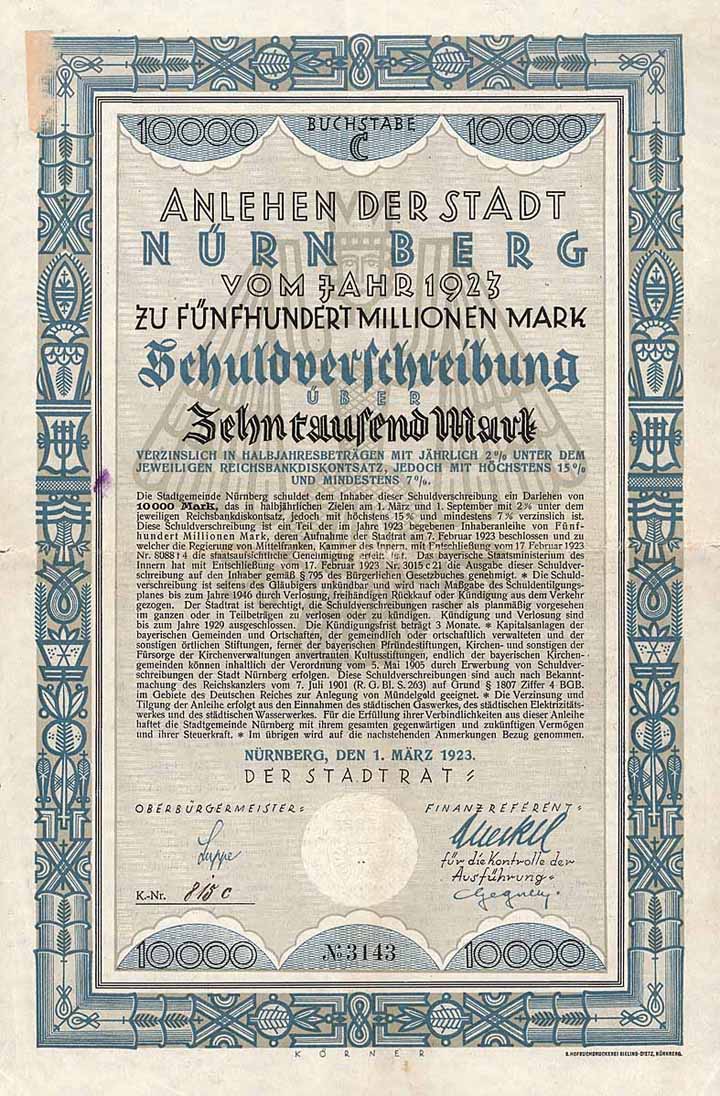 10000 BUCHSTABE 10000
C
ANLEHEN DER STADT
NÜRNBERG
VOM JAHR 1923
ZU FÜNFHUNDERT MILLIONEN MARK
Schuldverschreibung
ÜBER
Zehntausend Mark
VERZINSLICH IN HALBJAHRESBETRÄGEN MIT JÄHRLICH 2% UNTER DEM
JEWEILIGEN REICHSBANKDISKONTSATZ, JEDOCH MIT HÖCHSTENS 15%
UND MINDESTENS 7%.
Die Stadtgemeinde Nürnberg schuldet dem Inhaber dieser Schuldverschreibung ein Darlehen von
10000 Mark, das in halbjährlichen Zielen am 1. März und 1. September mit 2% unter dem
jeweiligen Reichsbankdiskontsatz, jedoch mit höchstens 15% und mindestens 7% verzinslich ist.
Diese Schuldverschreibung ist ein Teil der im Jahre 1923 begebenen Inhaberanleihe von Fünf-
hundert Millionen Mark, deren Aufnahme der Stadtrat am 7. Februar 1923 beschlossen und zu
welcher die Regierung von Mittelfranken, Kammer des Innern, mit Entschließung vom 17 Februar 1923
Nr. 5088 t 4 die staatsaufsichtliche Genehmigung erteilt hat. Das bayerische Staatsministerium des
Innern hat mit Entschließung vom 17. Februar 1923 Nr. 3015 c 21 die Ausgabe dieser Schuldver-
schreibung auf den Inhaber gemäß § 795 des Bürgerlichen Gesetzbuches genehmigt. * Die Schuld-
verschreibung ist seitens des Gläubigers unkündbar und wird nach Maßgabe des Schuldentilgungs-
planes bis zum Jahre 1946 durch Verlosung, freihändigen Rückkauf oder Kündigung aus dem Verkehr
gezogen. Der Stadtrat ist berechtigt, die Schuldverschreibungen rascher als planmäßig vorgesehen
im ganzen oder in Teilbeträgen zu verlosen oder zu kündigen. Kündigung und Verlosung sind
bis zum Jahre 1929 ausgeschlossen. Die Kündigungsfrist beträgt 3 Monate. * Kapitalsanlagen der
bayerischen Gemeinden und Ortschaften, der gemeindlich oder ortschaftlich verwalteten und der
sonstigen örtlichen Stiftungen, ferner der bayerischen Pfründestiftungen, Kirchen- und sonstigen der
Fürsorge der Kirchenverwaltungen anvertrauten Kultusstiftungen, endlich der bayerischen Kirchen-
gemeinden können inhaltlich der Verordnung vom 5. Mai 1905 durch Erwerbung von Schuldver-
schreibungen der Stadt Nürnberg erfolgen. Diese Schuldverschreibungen sind auch nach Bekannt-
machung des Reichskanzlers vom 7. Juli 1901 (R. G. Bl. S. 263) auf Grund § 1807 Ziffer 4 BGB.
im Gebiete des Deutschen Reiches zur Anlegung von Mündelgeld geeignet. * Die Verzinsung und
Tilgung der Anleihe erfolgt aus den Einnahmen des städtischen Gaswerkes, des städtischen Elektrizitäts-
werkes und des städtischen Wasserwerkes. Für die Erfüllung ihrer Verbindlichkeiten aus dieser Anleihe
haftet die Stadtgemeinde Nürnberg mit ihrem gesamten gegenwärtigen und zukünftigen Vermögen
und ihrer Steuerkraft. * Im übrigen wird auf die nachstehenden Anmerkungen Bezug genommen.
NÜRNBERG, DEN 1. MÄRZ 1923.
DER STADTRAT:
OBERBÜRGERMEISTER: FINANZREFERENT:
Luppe
für die Kontrolle der
Ausführung:
K.-Nr. 815 c
10000 No 3143 10000
KÖRNER